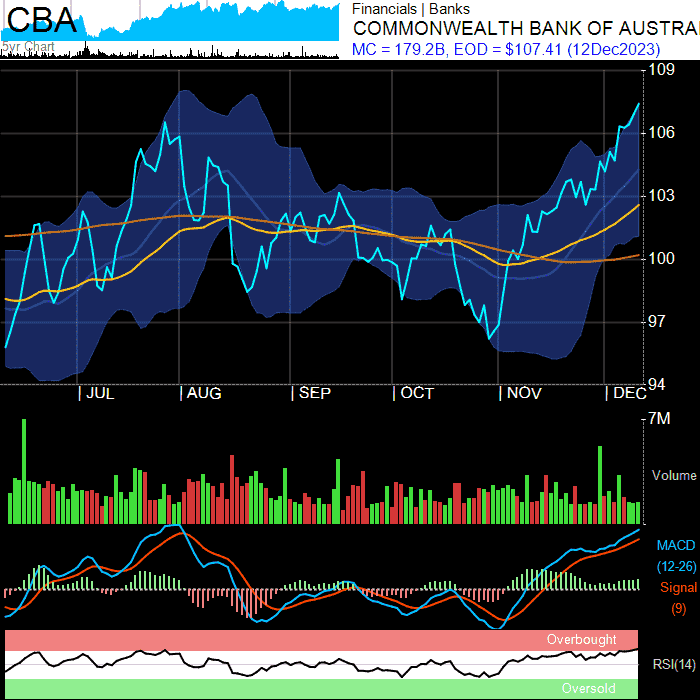 CBA
5yr Chart
Financials | Banks
COMMONWEALTH BANK OF AUSTRA
MC = 179.2B, EOD = $107.41 (12Dec2023)
109
106
103
100
97
94
| JUL | AUG | SEP | OCT | NOV | DEC
7M
Volume
MACD
(12-26)
Signal
(9)
Overbought
RSI(14)
Oversold